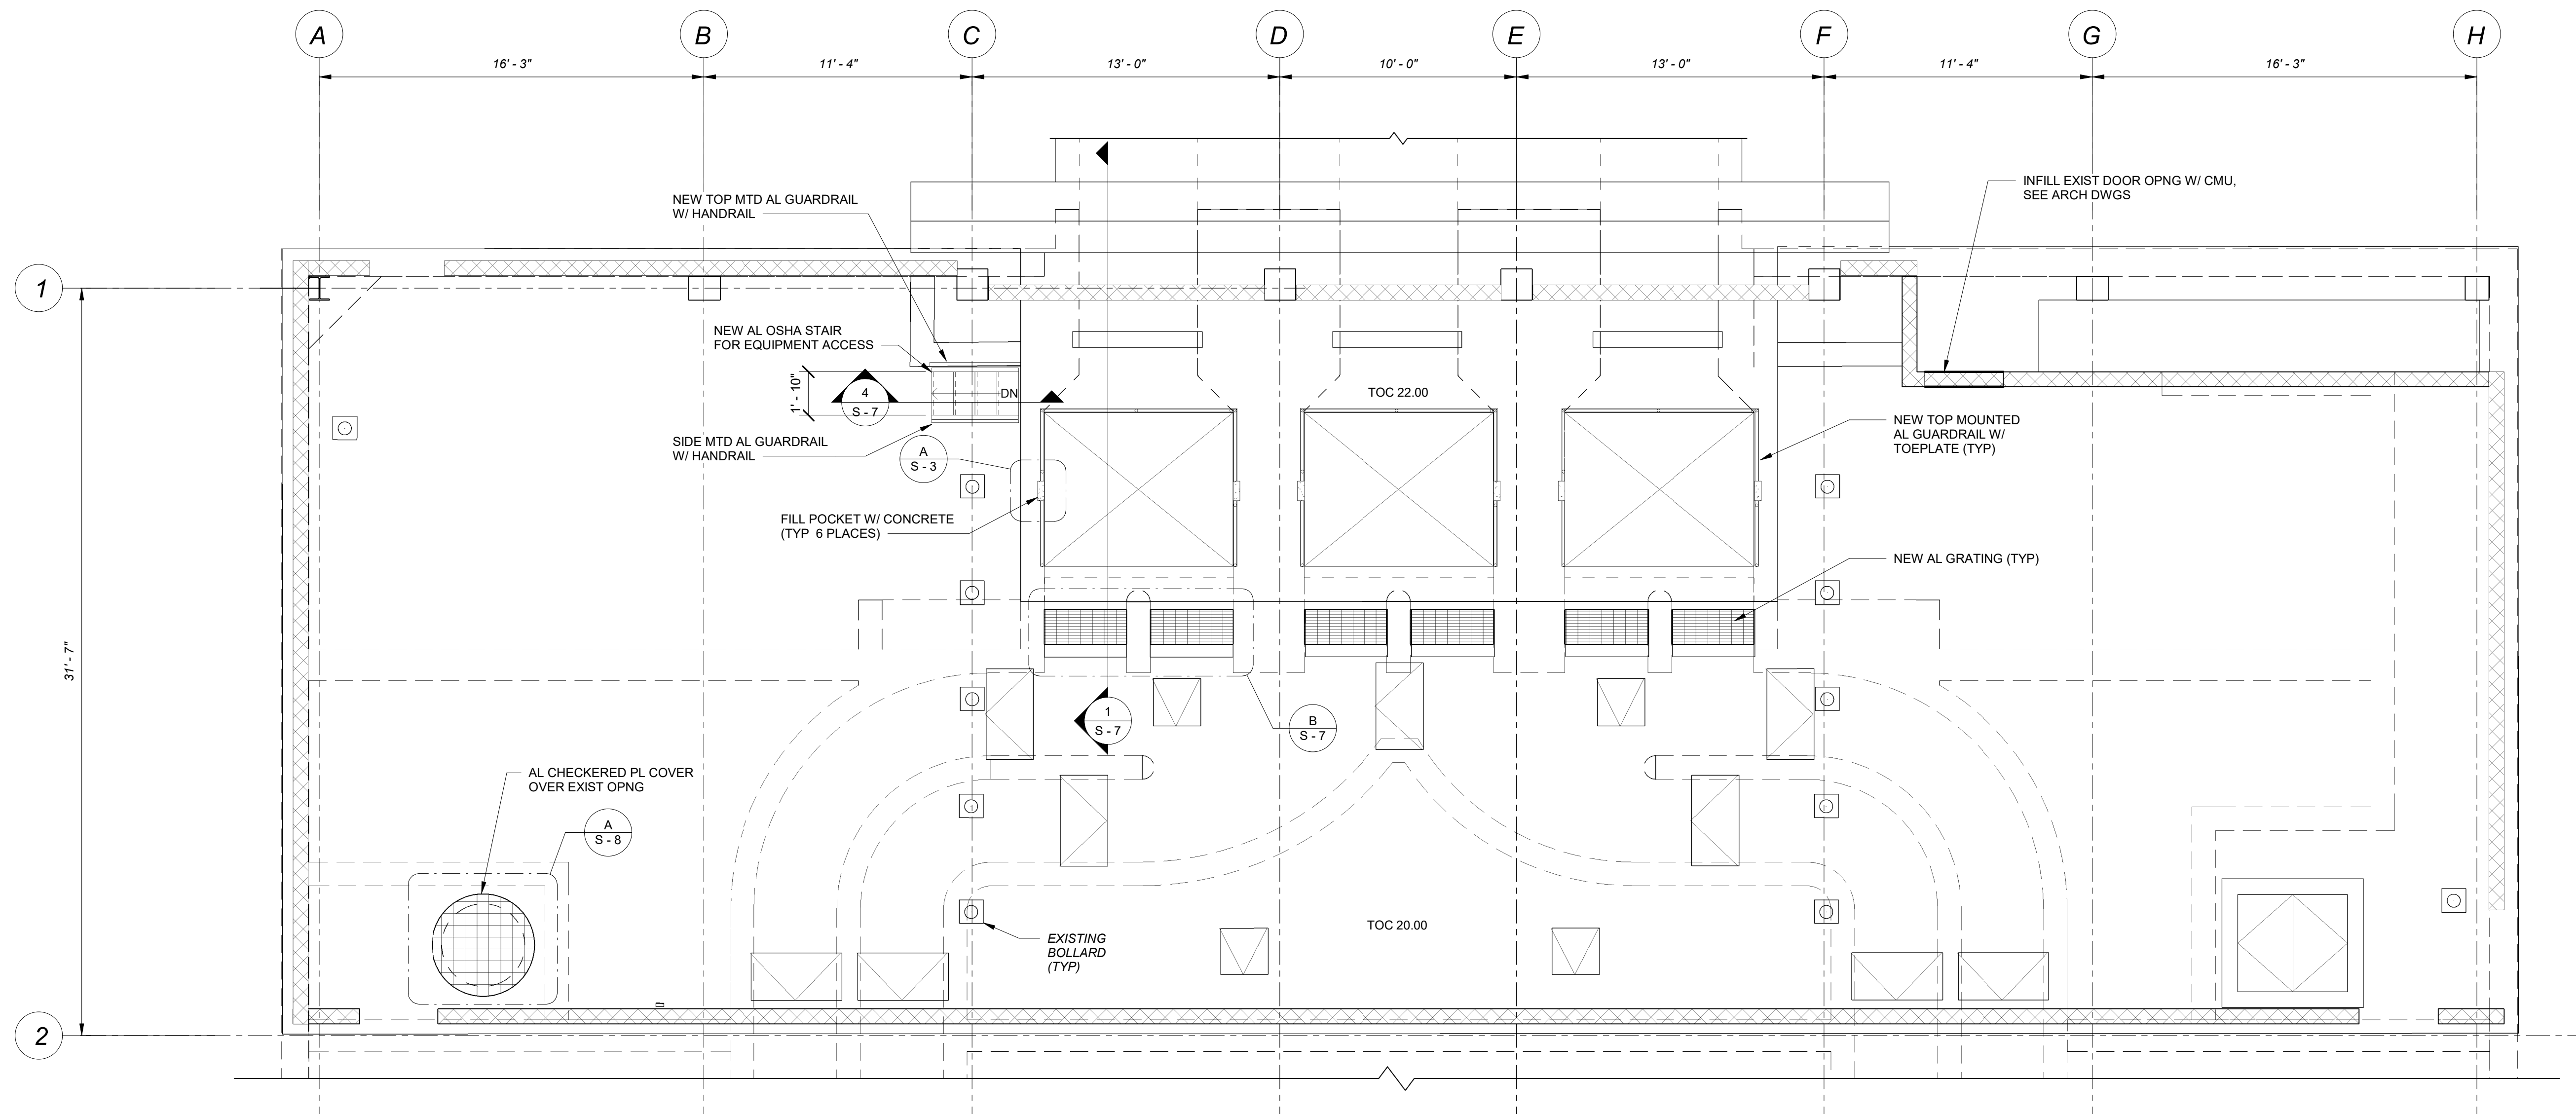 A B C D E F G H
16' - 3" 11' - 4" 13' - 0" 10' - 0" 13' - 0" 11' - 4" 16' - 3"
NEW TOP MTD AL GUARDRAIL
W/ HANDRAIL
INFILL EXIST DOOR OPNG W/ CMU,
SEE ARCH DWGS
1
NEW AL OSHA STAIR
FOR EQUIPMENT ACCESS
1' - 10"
4
S - 7
DN
TOC 22.00
SIDE MTD AL GUARDRAIL
W/ HANDRAIL
A
S - 3
NEW TOP MOUNTED
AL GUARDRAIL W/
TOEPLATE (TYP)
FILL POCKET W/ CONCRETE
(TYP 6 PLACES)
NEW AL GRATING (TYP)
31' - 7"
1
S - 7
B
S - 7
AL CHECKERED PL COVER
OVER EXIST OPNG
A
S - 8
EXISTING
BOLLARD
(TYP)
TOC 20.00
2